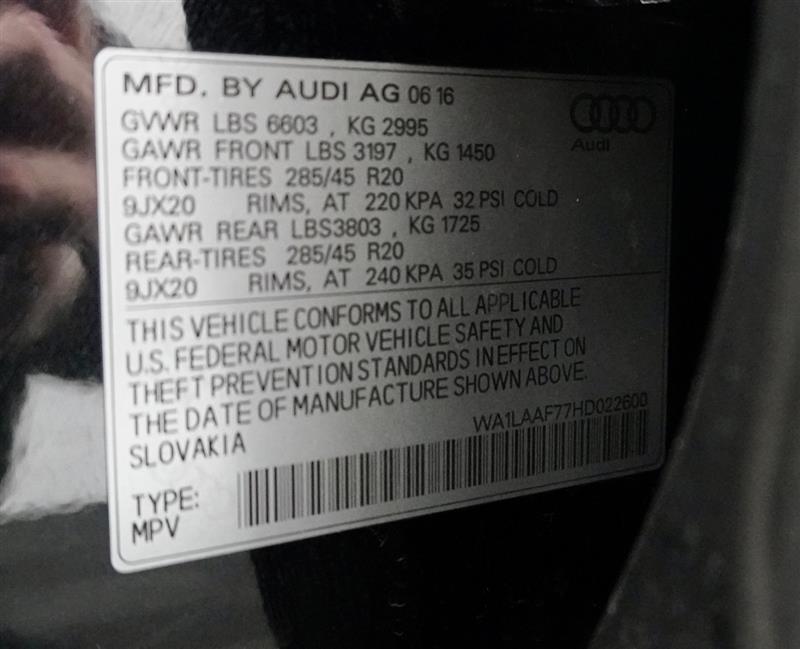 MFD. BY AUDI AG 06 16
Audi
GVWR LBS 6603 , KG 2995
GAWR FRONT LBS 3197 , KG 1450
FRONT-TIRES 285/45 R20
9JX20 RIMS, AT 220 KPA 32 PSI COLD
GAWR REAR LBS3803 , KG 1725
REAR-TIRES 285/45 R20
9JX20 RIMS, AT 240 KPA 35 PSI COLD
THIS VEHICLE CONFORMS TO ALL APPLICABLE
U.S. FEDERAL MOTOR VEHICLE SAFETY AND
THEFT PREVENTION STANDARDS IN EFFECT ON
THE DATE OF MANUFACTURE SHOWN ABOVE.
SLOVAKIA
WA1LAAF77HD022600
TYPE:
MPV